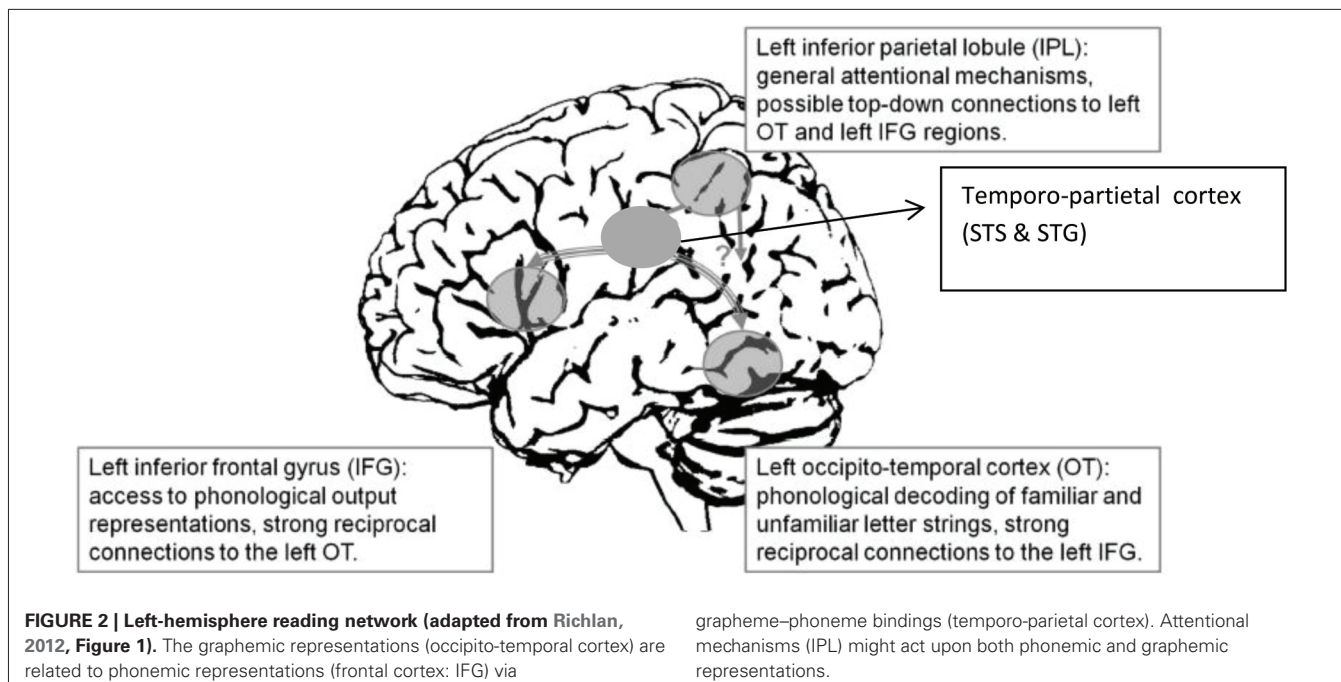 Left inferior parietal lobule (IPL):
general attentional mechanisms,
possible top-down connections to left
OT and left IFG regions.
Temporo-partietal cortex
(STS & STG)
?
Left inferior frontal gyrus (IFG):
access to phonological output
representations, strong reciprocal
connections to the left OT.
Left occipito-temporal cortex (OT):
phonological decoding of familiar and
unfamiliar letter strings, strong
reciprocal connections to the left IFG.
FIGURE 2 | Left-hemisphere reading network (adapted from Richlan,
2012, Figure 1). The graphemic representations (occipito-temporal cortex) are
related to phonemic representations (frontal cortex: IFG) via
grapheme–phoneme bindings (temporo-parietal cortex). Attentional
mechanisms (IPL) might act upon both phonemic and graphemic
representations.